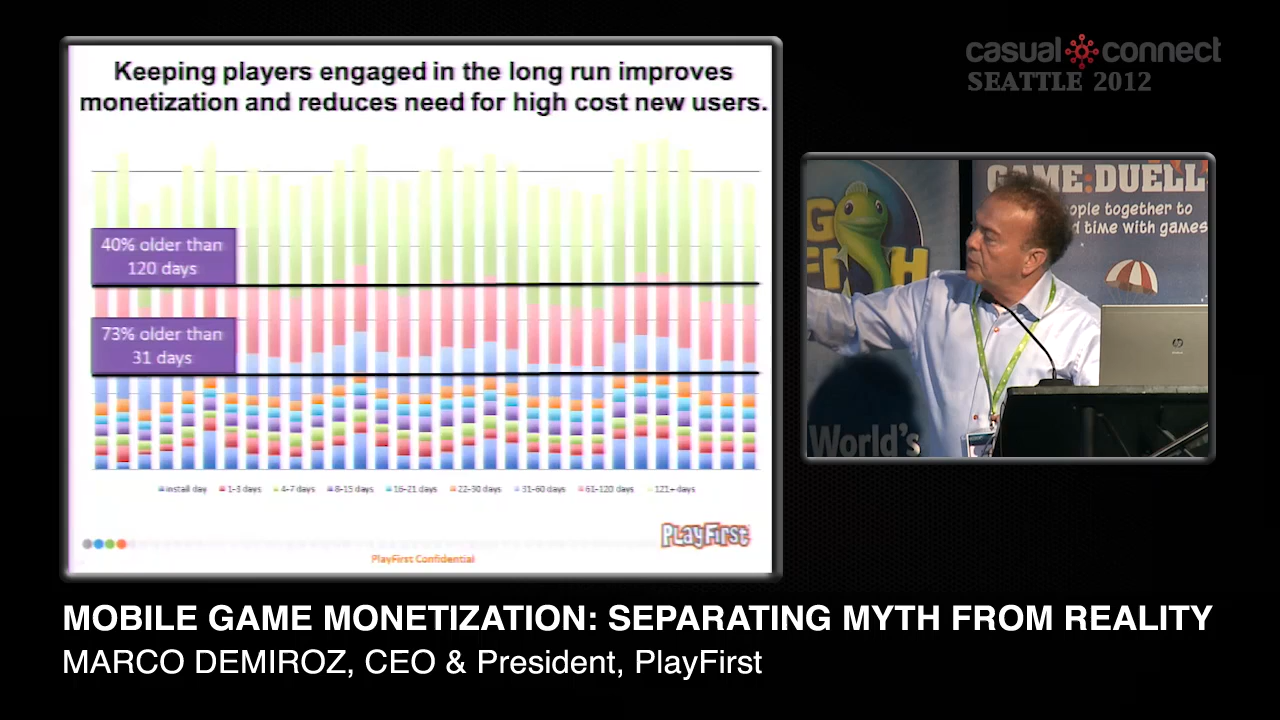 casual connect
SEATTLE 2012
Keeping players engaged in the long run improves
monetization and reduces need for high cost new users.
40% older than
120 days
73% older than
31 days
install day 1-3 days 4-7 days 8-15 days 16-21 days 22-30 days 31-60 days 61-120 days 121+ days
PLayFirst
PlayFirst Confidential
GAME:DUELL
ople together to
d time with games
World's
hp
MOBILE GAME MONETIZATION: SEPARATING MYTH FROM REALITY
MARCO DEMIROZ, CEO & President, PlayFirst